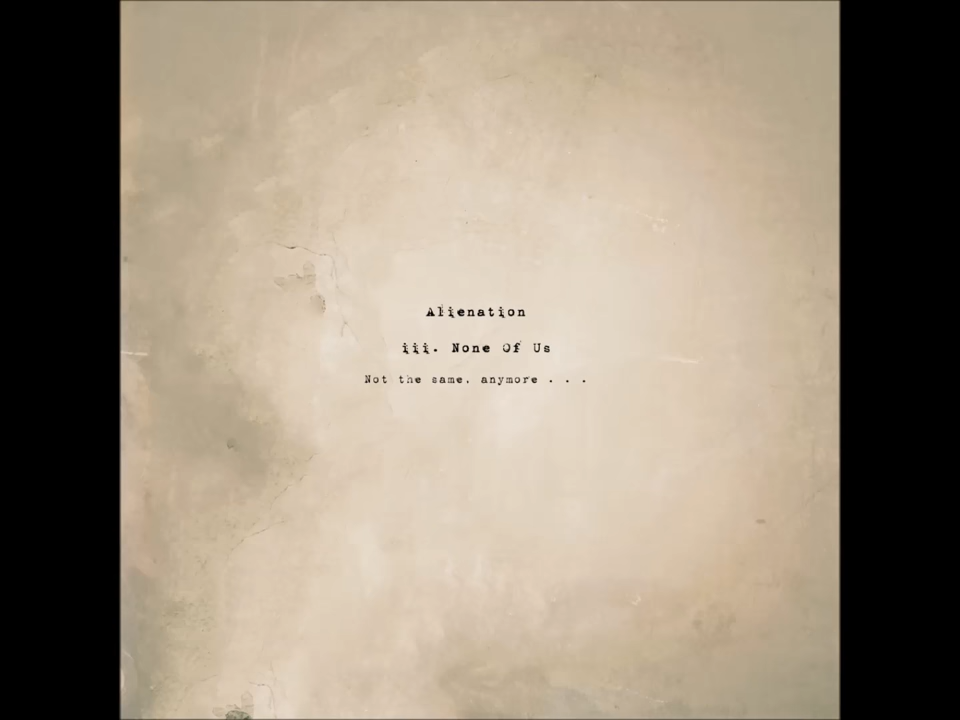 Alienation
iii. None Of Us
Not the same, anymore . . .